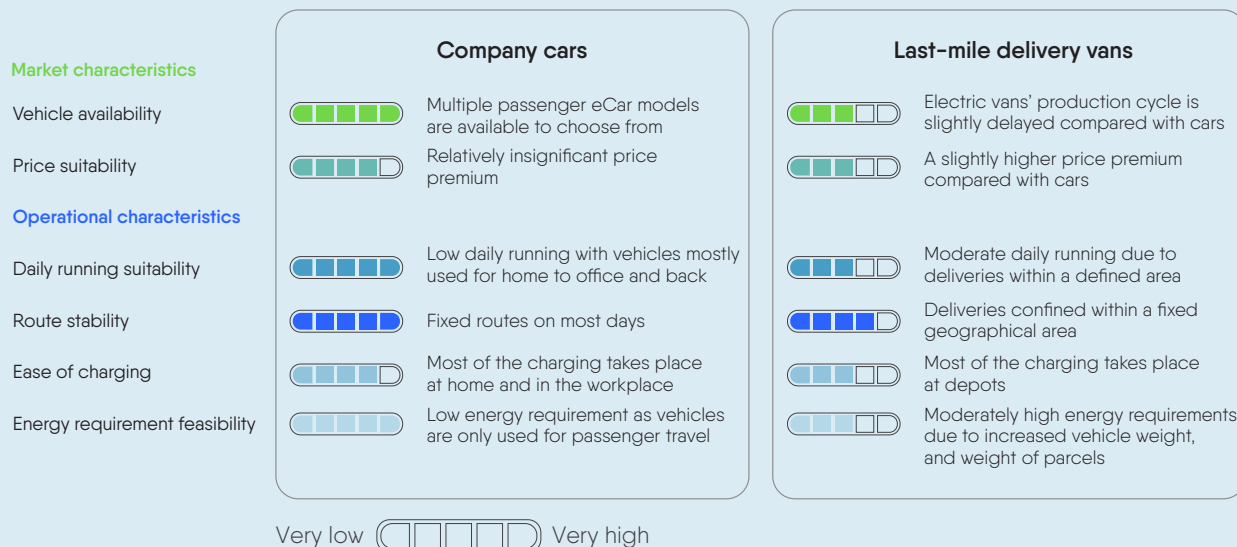 Company cars
Last-mile delivery vans
Market characteristics
Vehicle availability
Multiple passenger eCar models
are available to choose from
Electric vans’ production cycle is
slightly delayed compared with cars
Price suitability
Relatively insignificant price
premium
A slightly higher price premium
compared with cars
Operational characteristics
Daily running suitability
Low daily running with vehicles mostly
used for home to office and back
Moderate daily running due to
deliveries within a defined area
Route stability
Fixed routes on most days
Deliveries confined within a fixed
geographical area
Ease of charging
Most of the charging takes place
at home and in the workplace
Most of the charging takes place
at depots
Energy requirement feasibility
Low energy requirement as vehicles
are only used for passenger travel
Moderately high energy requirements
due to increased vehicle weight,
and weight of parcels
Very low
Very high